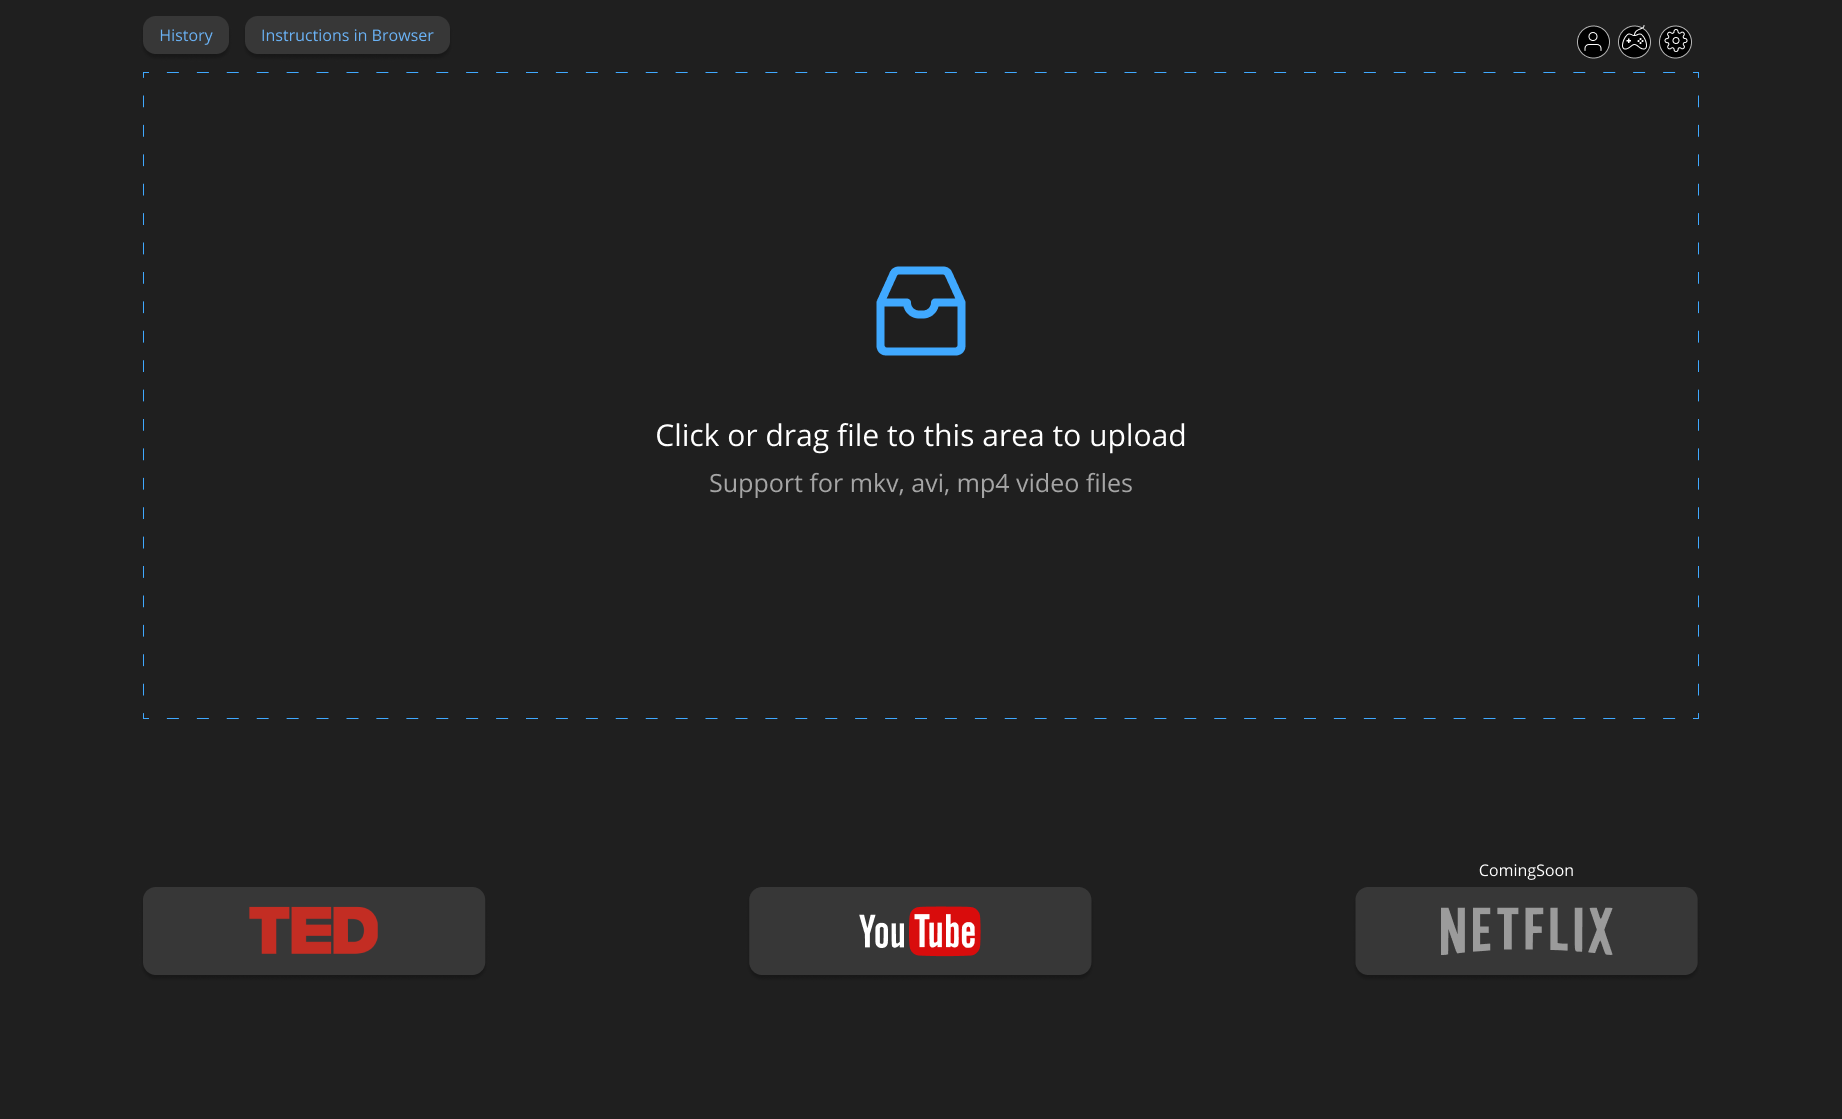 History
Instructions in Browser
Click or drag file to this area to upload
Support for mkv, avi, mp4 video files
ComingSoon
TED
YouTube
NETFLIX